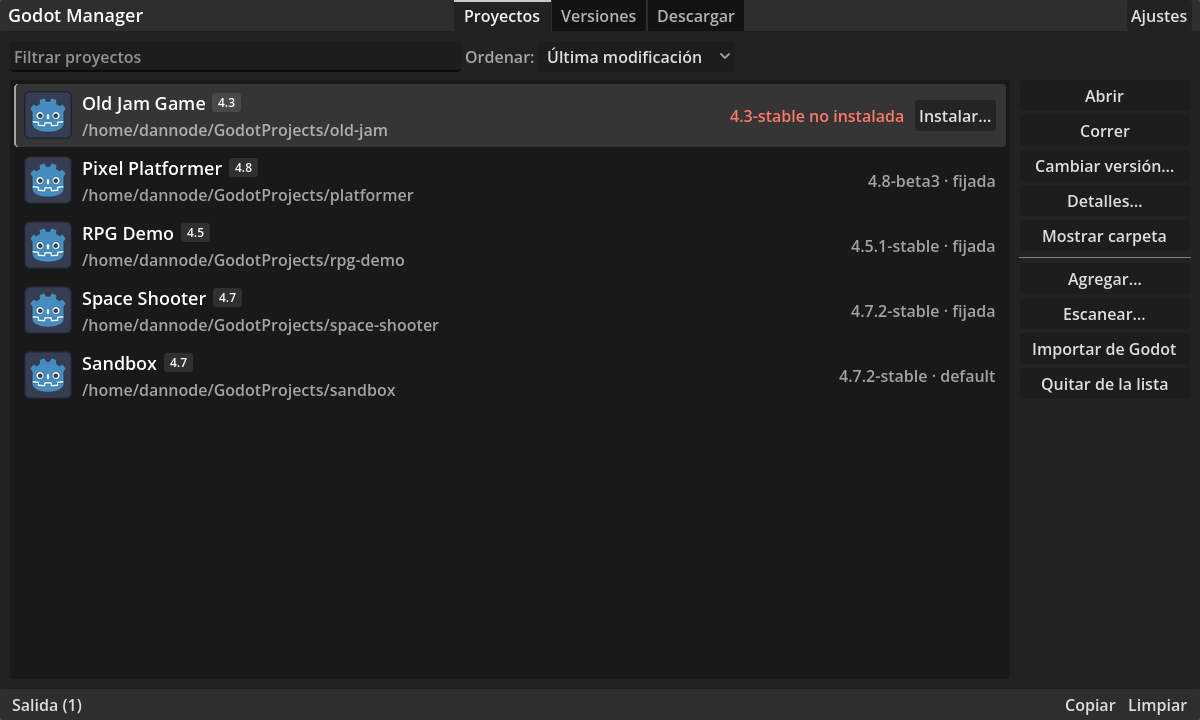 Godot Manager
Proyectos
Versiones
Descargar
Ajustes
Filtrar proyectos
Ordenar:
Última modificación
Old Jam Game 4.3
/home/dannode/GodotProjects/old-jam
4.3-stable no instalada
Instalar...
Pixel Platformer 4.8
/home/dannode/GodotProjects/platformer
4.8-beta3 · fijada
RPG Demo 4.5
/home/dannode/GodotProjects/rpg-demo
4.5.1-stable · fijada
Space Shooter 4.7
/home/dannode/GodotProjects/space-shooter
4.7.2-stable · fijada
Sandbox 4.7
/home/dannode/GodotProjects/sandbox
4.7.2-stable · default
Abrir
Correr
Cambiar versión...
Detalles...
Mostrar carpeta
Agregar...
Escanear...
Importar de Godot
Quitar de la lista
Salida (1)
Copiar
Limpiar